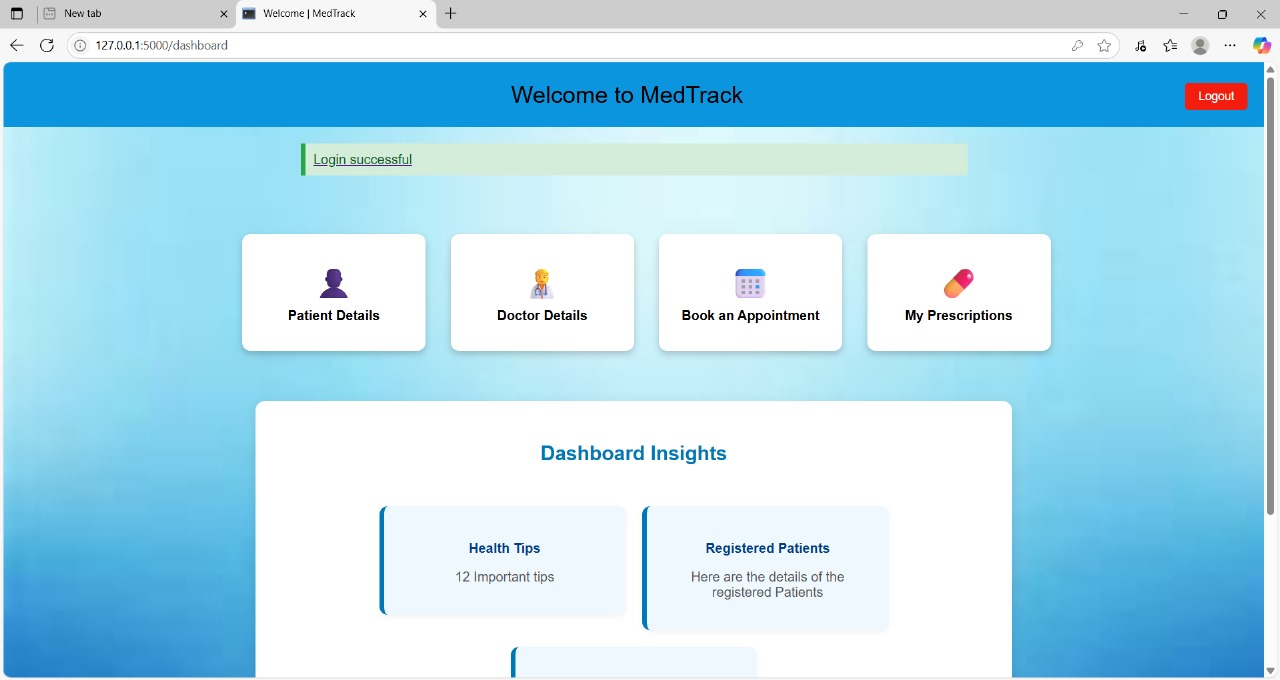 New tab
Welcome | MedTrack
127.0.0.1:5000/dashboard
Welcome to MedTrack
Logout
Login successful
Patient Details
Doctor Details
Book an Appointment
My Prescriptions
Dashboard Insights
Health Tips
12 Important tips
Registered Patients
Here are the details of the
registered Patients